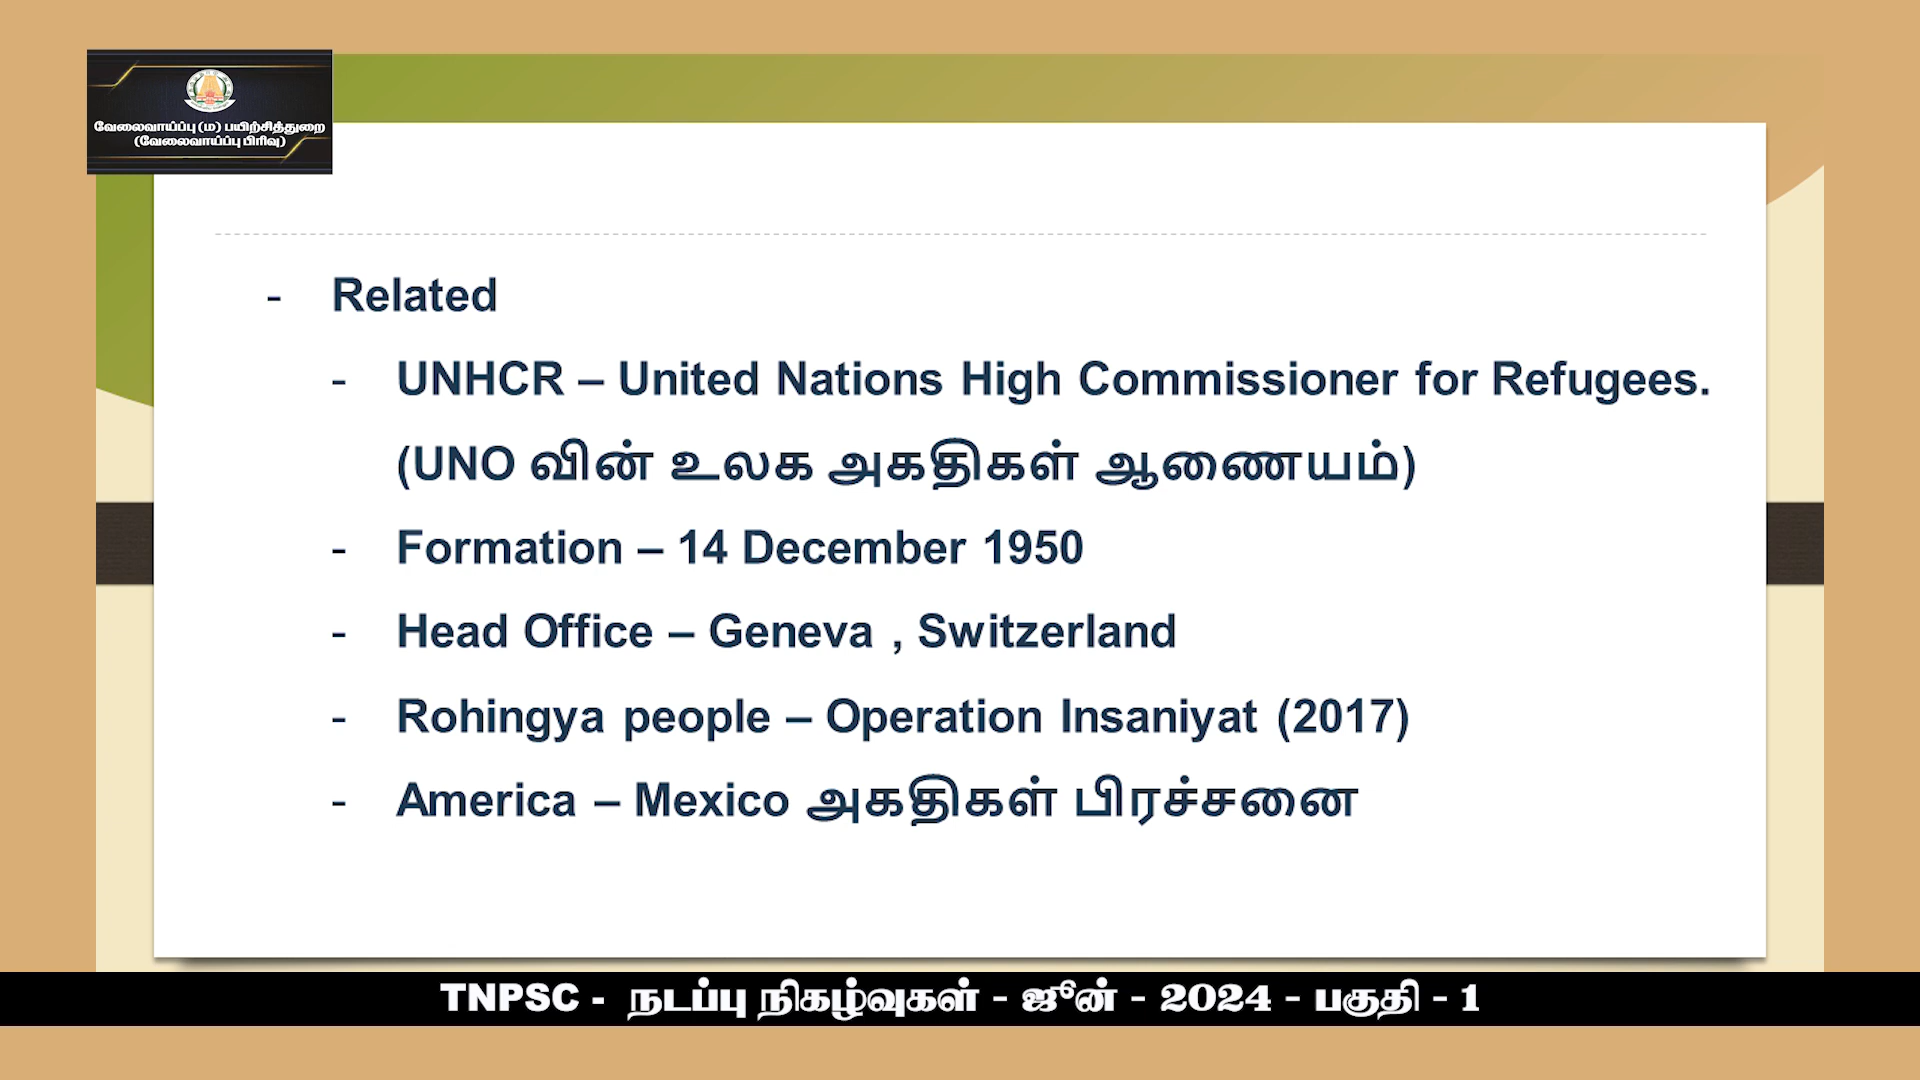 வேலைவாய்ப்பு (ம) பயிற்சித்துறை
(வேலைவாய்ப்பு பிரிவு)
- Related
- UNHCR – United Nations High Commissioner for Refugees.
(UNO வின் உலக அகதிகள் ஆணையம்)
- Formation – 14 December 1950
- Head Office – Geneva , Switzerland
- Rohingya people – Operation Insaniyat (2017)
- America – Mexico அகதிகள் பிரச்சனை
TNPSC - நடப்பு நிகழ்வுகள் - ஜூன் - 2024 - பகுதி - 1